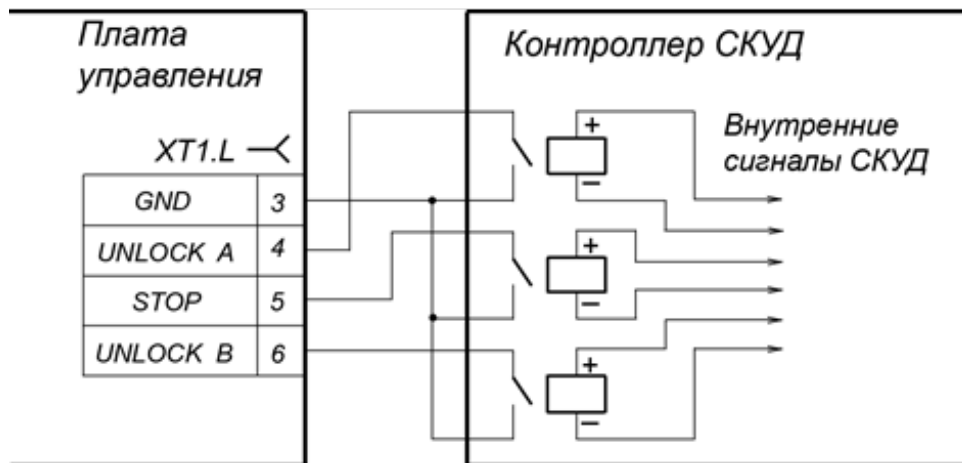 Плата
управления
Контроллер СКУД
XT1.L
GND 3
UNLOCK A 4
STOP 5
UNLOCK B 6
+
−
+
−
+
−
Внутренние
сигналы СКУД